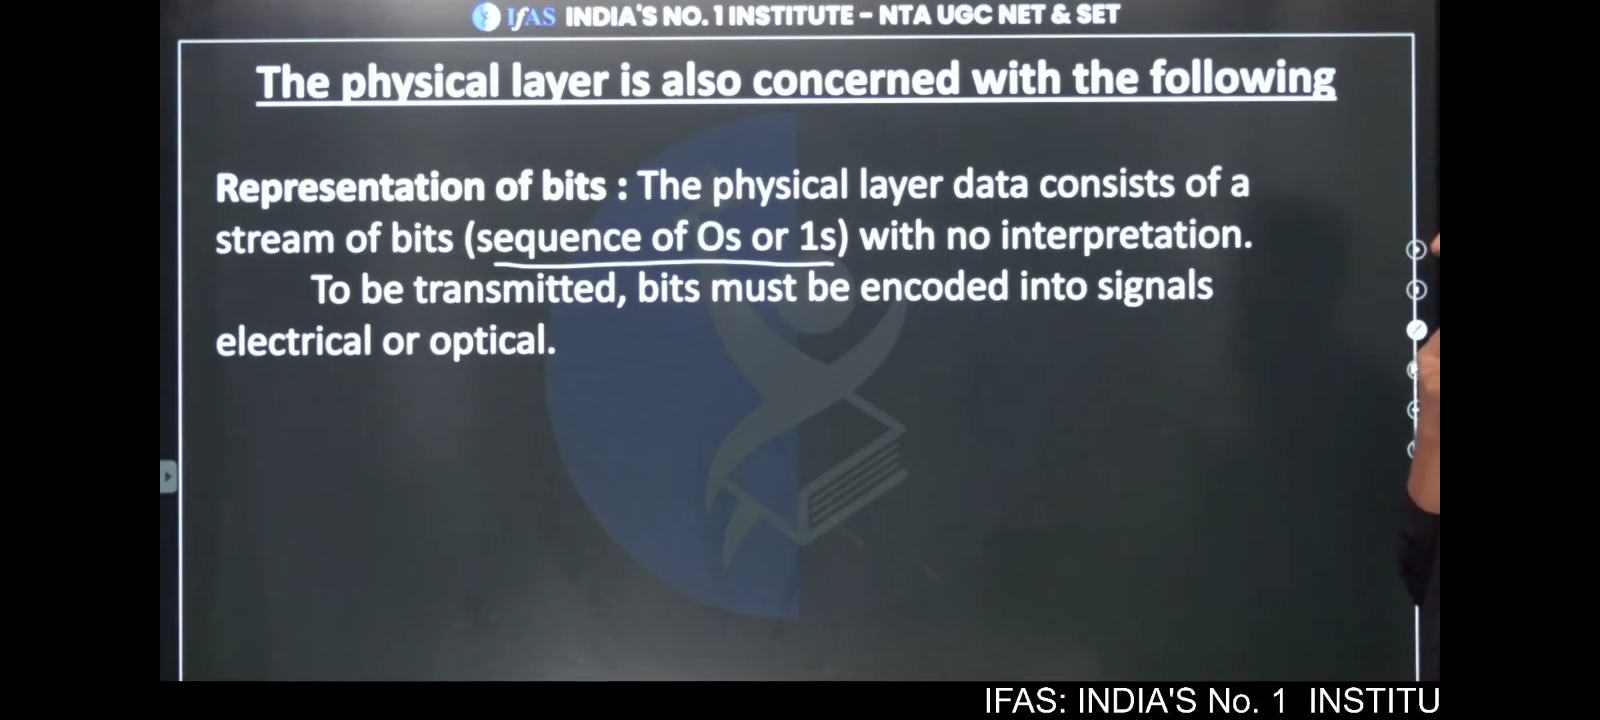 IfAS INDIA'S NO. 1 INSTITUTE – NTA UGC NET & SET
The physical layer is also concerned with the following
Representation of bits : The physical layer data consists of a
stream of bits (sequence of Os or 1s) with no interpretation.
To be transmitted, bits must be encoded into signals
electrical or optical.
IFAS: INDIA'S No. 1 INSTITU